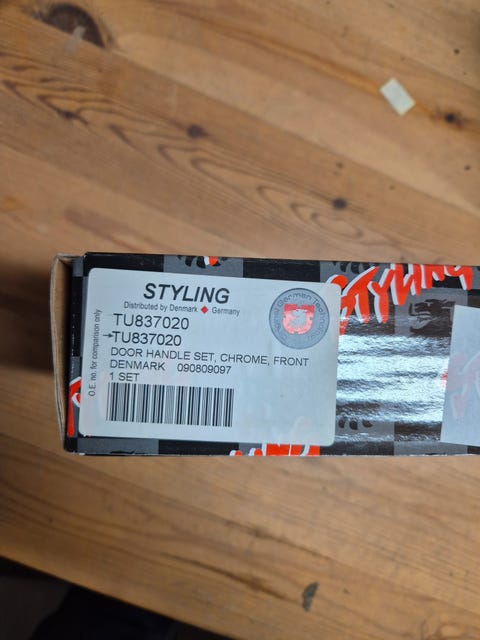 STYLING
STYLING
Distributed by Denmark Germany
TU837020
→TU837020
DOOR HANDLE SET, CHROME, FRONT
DENMARK 090809097
1 SET
O.E. no. for comparison only